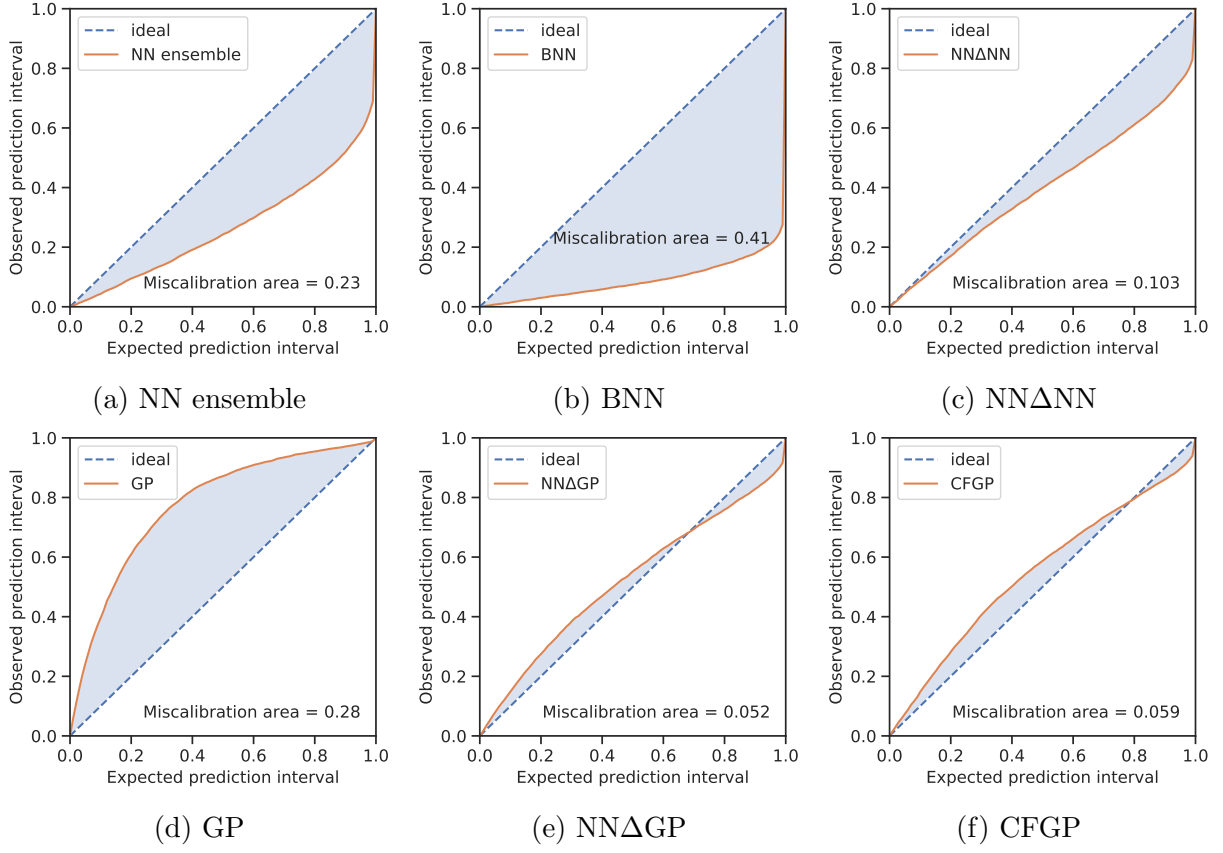 1.0
0.8
0.6
0.4
0.2
0.0
Observed prediction interval
ideal
NN ensemble
Miscalibration area = 0.23
0.0 0.2 0.4 0.6 0.8 1.0
Expected prediction interval
(a) NN ensemble
1.0
0.8
0.6
0.4
0.2
0.0
Observed prediction interval
ideal
BNN
Miscalibration area = 0.41
0.0 0.2 0.4 0.6 0.8 1.0
Expected prediction interval
(b) BNN
1.0
0.8
0.6
0.4
0.2
0.0
Observed prediction interval
ideal
NNΔNN
Miscalibration area = 0.103
0.0 0.2 0.4 0.6 0.8 1.0
Expected prediction interval
(c) NNΔNN
1.0
0.8
0.6
0.4
0.2
0.0
Observed prediction interval
ideal
GP
Miscalibration area = 0.28
0.0 0.2 0.4 0.6 0.8 1.0
Expected prediction interval
(d) GP
1.0
0.8
0.6
0.4
0.2
0.0
Observed prediction interval
ideal
NNΔGP
Miscalibration area = 0.052
0.0 0.2 0.4 0.6 0.8 1.0
Expected prediction interval
(e) NNΔGP
1.0
0.8
0.6
0.4
0.2
0.0
Observed prediction interval
ideal
CFGP
Miscalibration area = 0.059
0.0 0.2 0.4 0.6 0.8 1.0
Expected prediction interval
(f) CFGP